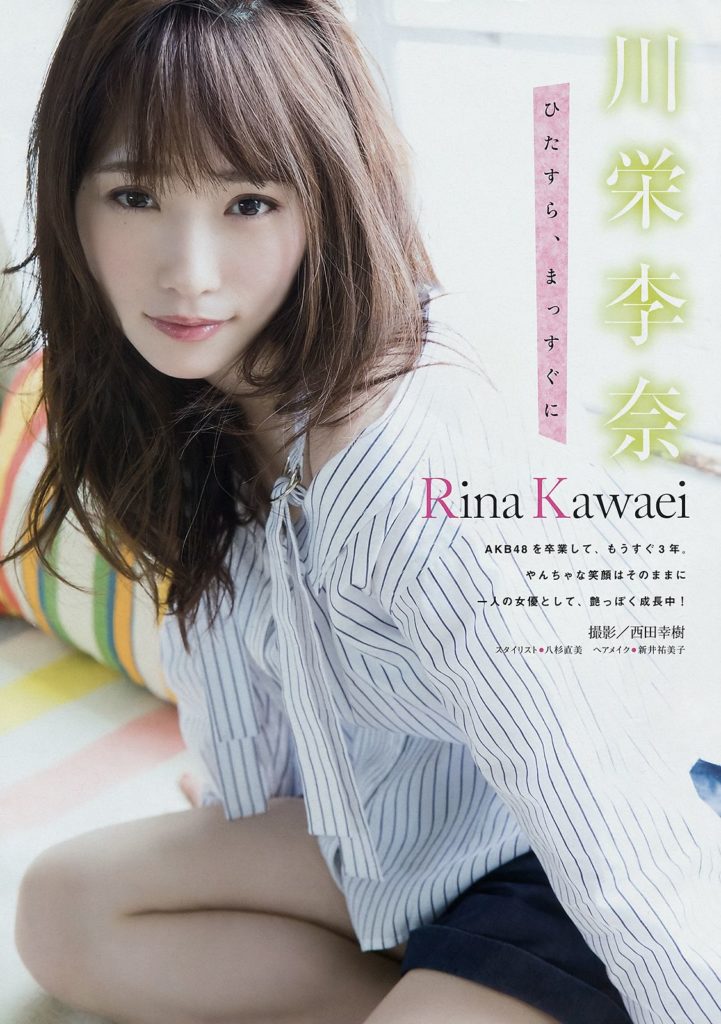 川栄李奈
ひたすら、まっすぐに
Rina Kawaei
AKB48を卒業して、もうすぐ3年。
やんちゃな笑顔はそのままに
一人の女優として、艶っぽく成長中！
撮影／西田幸樹
スタイリスト●八杉直美　ヘアメイク●新井祐美子